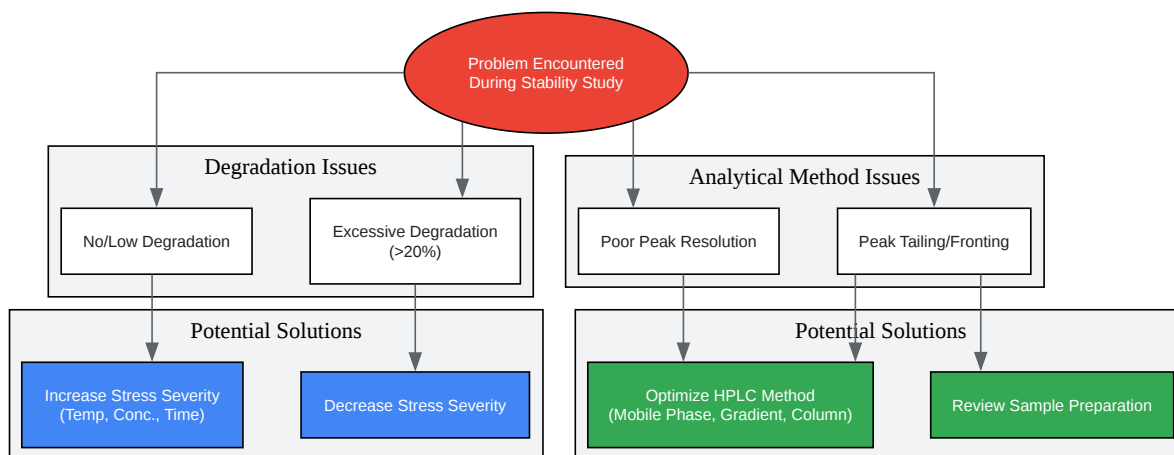 Problem Encountered
During Stability Study
Degradation Issues
Analytical Method Issues
No/Low Degradation
Excessive Degradation
(>20%)
Poor Peak Resolution
Peak Tailing/Fronting
Potential Solutions
Potential Solutions
Increase Stress Severity
(Temp, Conc., Time)
Decrease Stress Severity
Optimize HPLC Method
(Mobile Phase, Gradient, Column)
Review Sample Preparation